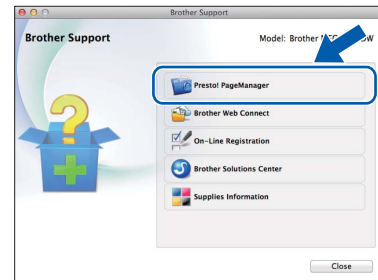 Brother Support
Brother Support
Model: Brother
Presto! PageManager
Brother Web Connect
On-Line Registration
Brother Solutions Center
Supplies Information
Close